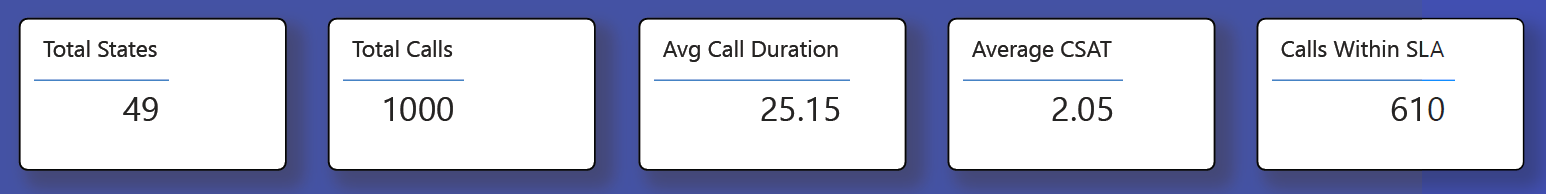 Total States
49
Total Calls
1000
Avg Call Duration
25.15
Average CSAT
2.05
Calls Within SLA
610